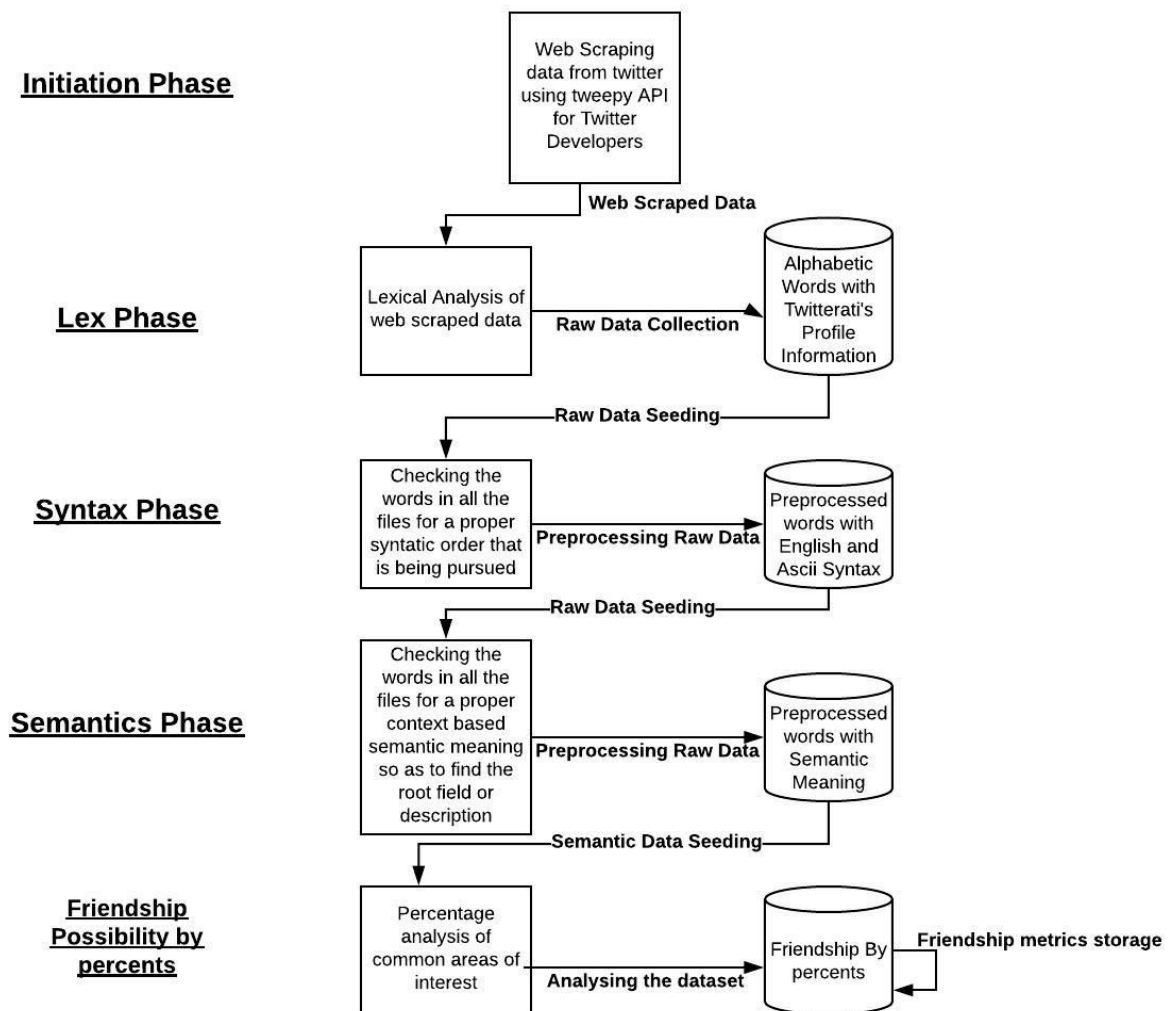 Initiation Phase
Web Scraping
data from twitter
using tweepy API
for Twitter
Developers
Web Scraped Data
Lex Phase
Lexical Analysis of
web scraped data
Raw Data Collection
Alphabetic
Words with
Twitterati's
Profile
Information
Raw Data Seeding
Syntax Phase
Checking the
words in all the
files for a proper
syntatic order that
is being pursued
Preprocessing Raw Data
Preprocessed
words with
English and
Ascii Syntax
Raw Data Seeding
Semantics Phase
Checking the
words in all the
files for a proper
context based
semantic meaning
so as to find the
root field or
description
Preprocessing Raw Data
Preprocessed
words with
Semantic
Meaning
Semantic Data Seeding
Friendship
Possibility by
percents
Percentage
analysis of
common areas of
interest
Analysing the dataset
Friendship By
percents
Friendship metrics storage